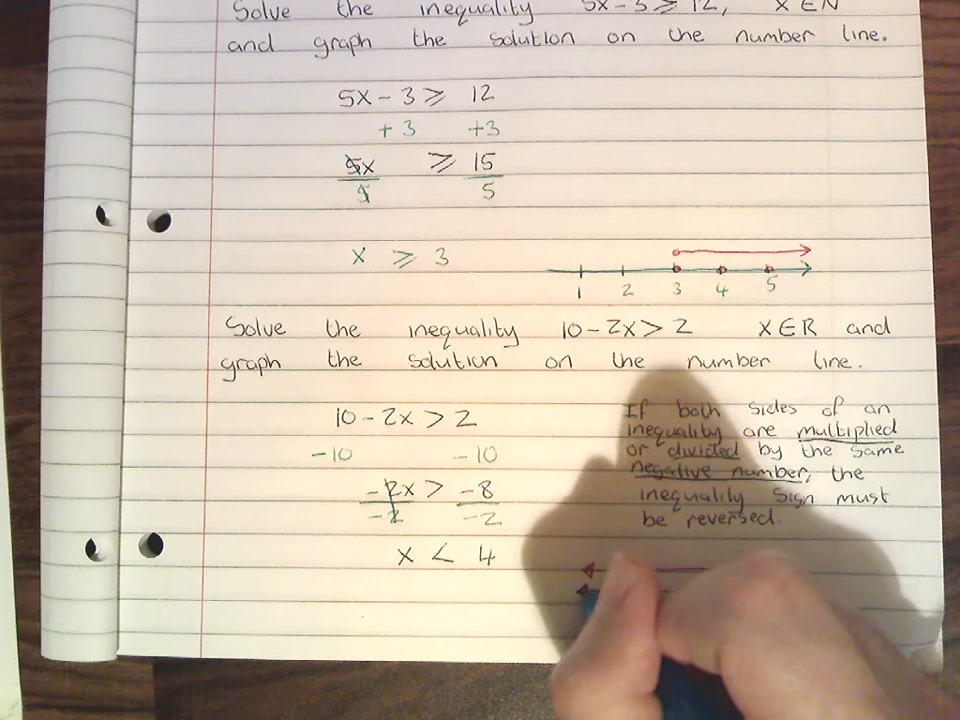 Solve the inequality 5x-3 ⩾ 12, x∈N
and graph the solution on the number line.
5x-3 ⩾ 12
+3 +3
5x ⩾ 15
5 5
x ⩾ 3
1 2 3 4 5
Solve the inequality 10-2x > 2 x∈R and
graph the solution on the number line.
10-2x > 2
-10 -10
-2x > -8
-2 -2
x < 4
If both sides of an
inequality are multiplied
or divided by the same
negative number, the
inequality sign must
be reversed.